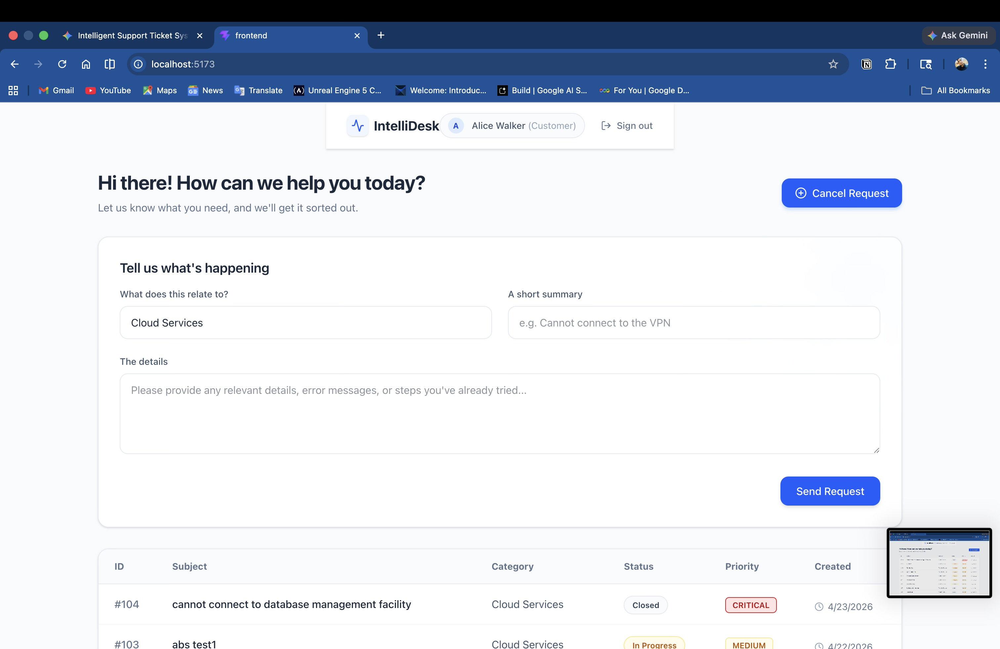 Intelligent Support Ticket Sys
frontend
Ask Gemini
localhost:5173
Gmail
YouTube
Maps
News
Translate
Unreal Engine 5 C...
Welcome: Introduc...
Build | Google AI S...
For You | Google D...
All Bookmarks
IntelliDesk
A
Alice Walker (Customer)
Sign out
Hi there! How can we help you today?
Let us know what you need, and we'll get it sorted out.
Cancel Request
Tell us what's happening
What does this relate to?
A short summary
Cloud Services
e.g. Cannot connect to the VPN
The details
Please provide any relevant details, error messages, or steps you've already tried...
Send Request
ID Subject Category Status Priority Created
#104 cannot connect to database management facility Cloud Services Closed CRITICAL 4/23/2026
#103 abs test1 Cloud Services In Progress MEDIUM 4/22/2026